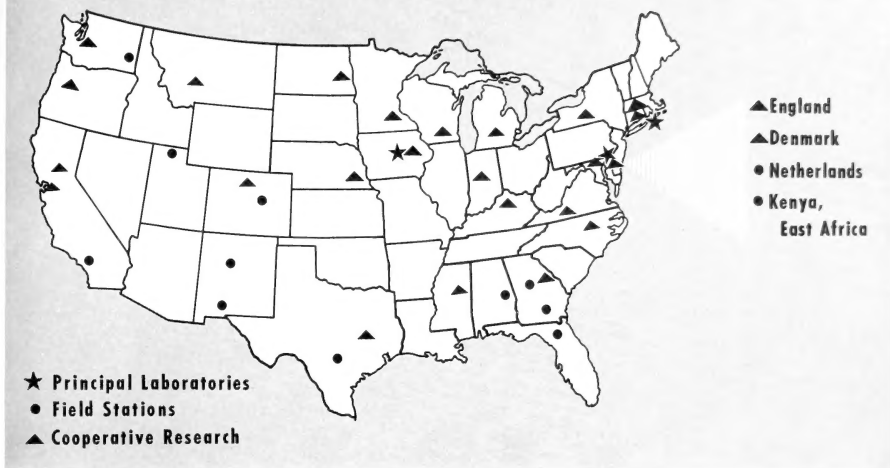 England
Denmark
Netherlands
Kenya,
East Africa
Principal Laboratories
Field Stations
Cooperative Research